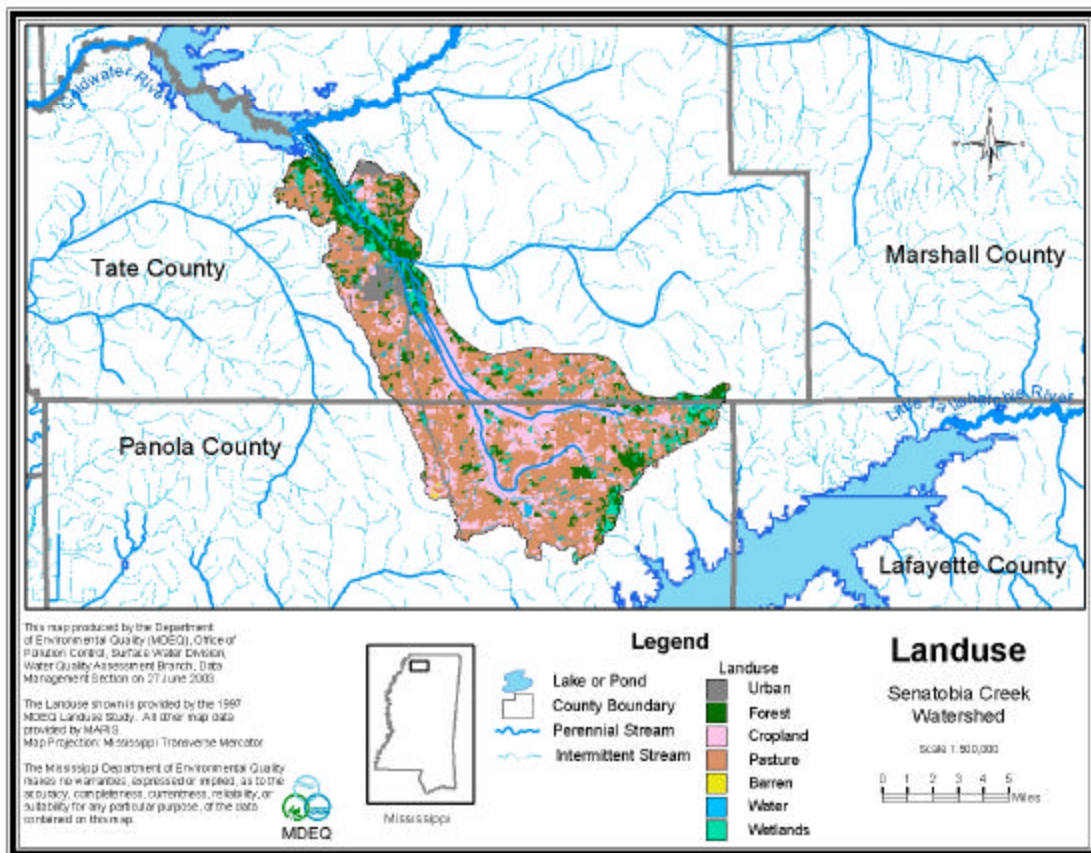 Coldwater River
Tate County
Marshall County
Little Tallahatchie River
Panola County
Lafayette County
This map produced by the Department
of Environmental Quality (MDEQ), Office of
Pollution Control, Surface Water Division,
Water Quality Assessment Branch, Data
Management Section on 27 June 2003.
The Landuse shown is provided by the 1997
MDEQ Landuse Study. All other map data
provided by MARIS.
Map Projection: Mississippi Transverse Mercator
The Mississippi Department of Environmental Quality
makes no warranties, expressed or implied, as to the
accuracy, completeness, currentness, reliability, or
suitability for any particular purpose, of the data
contained on this map.
MDEQ
Mississippi
Legend
Lake or Pond
County Boundary
Perennial Stream
Intermittent Stream
Landuse
Urban
Forest
Cropland
Pasture
Barren
Water
Wetlands
Landuse
Senatobia Creek
Watershed
Scale 1:500,000
0 1 2 3 4 5
Miles